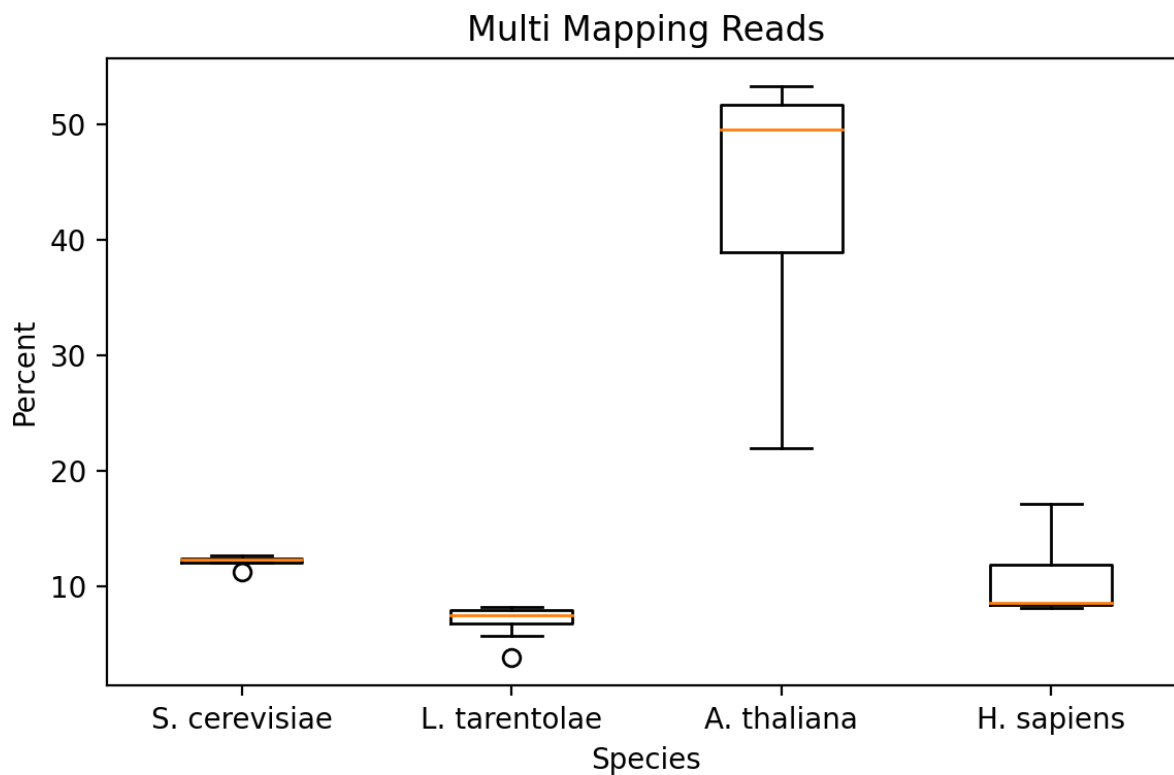 Multi Mapping Reads
50
40
30
20
10
Percent
S. cerevisiae
L. tarentolae
A. thaliana
H. sapiens
Species